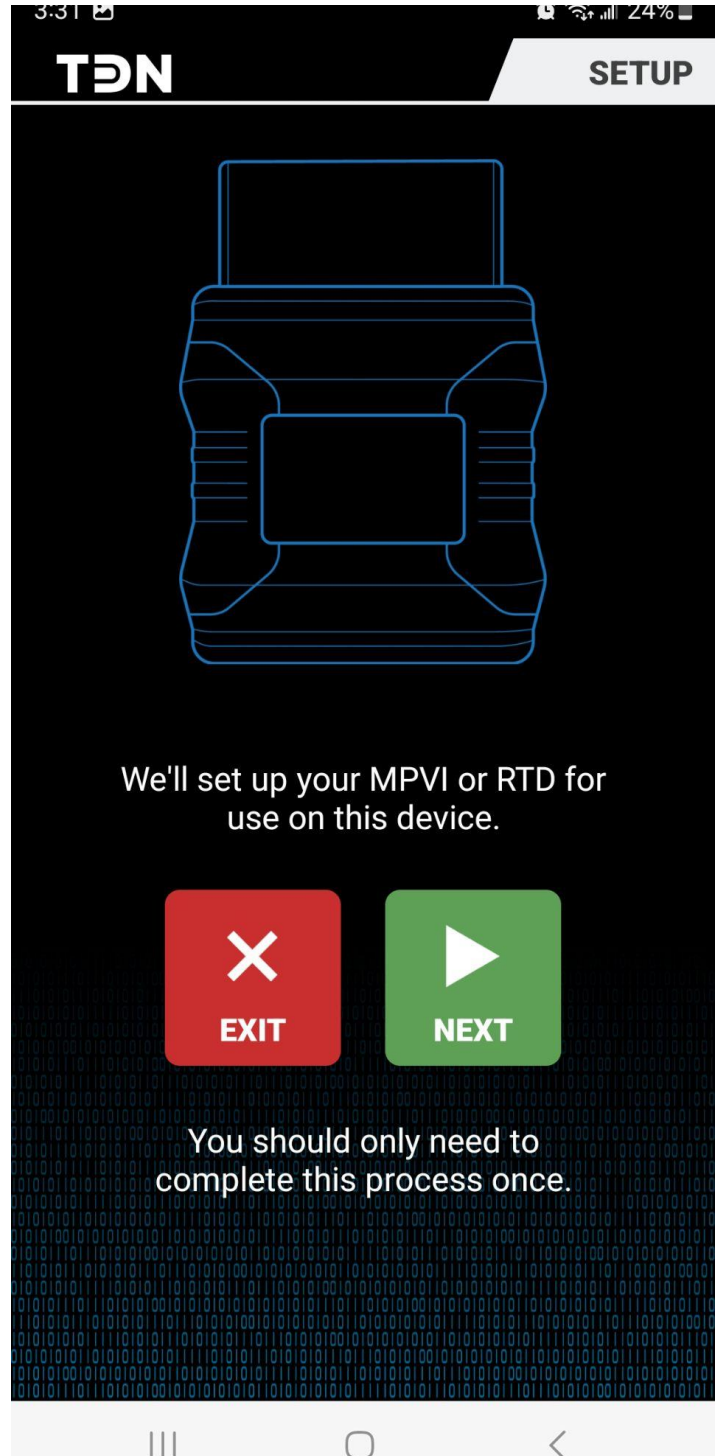 3:31 24%
TDN SETUP
We'll set up your MPVI or RTD for
use on this device.
EXIT NEXT
You should only need to
complete this process once.